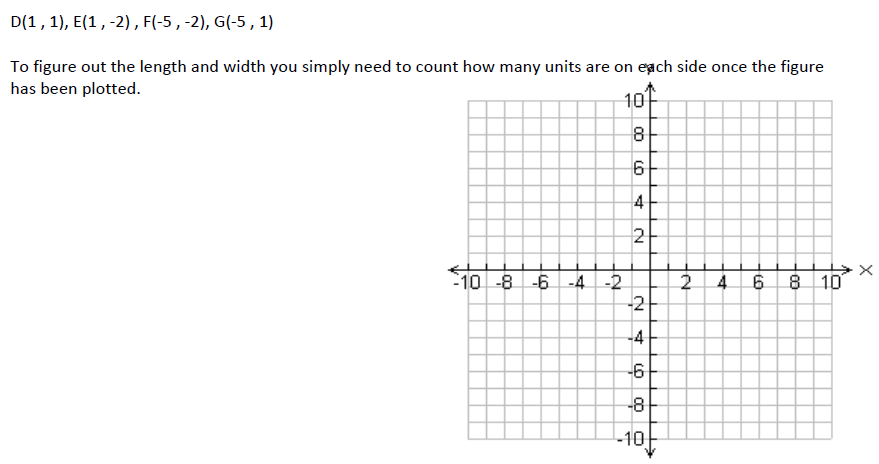 D(1 , 1), E(1 , -2) , F(-5 , -2), G(-5 , 1)
To figure out the length and width you simply need to count how many units are on each side once the figure
has been plotted.
y
10
8
6
4
2
-10 -8 -6 -4 -2 2 4 6 8 10 x
-2
-4
-6
-8
-10